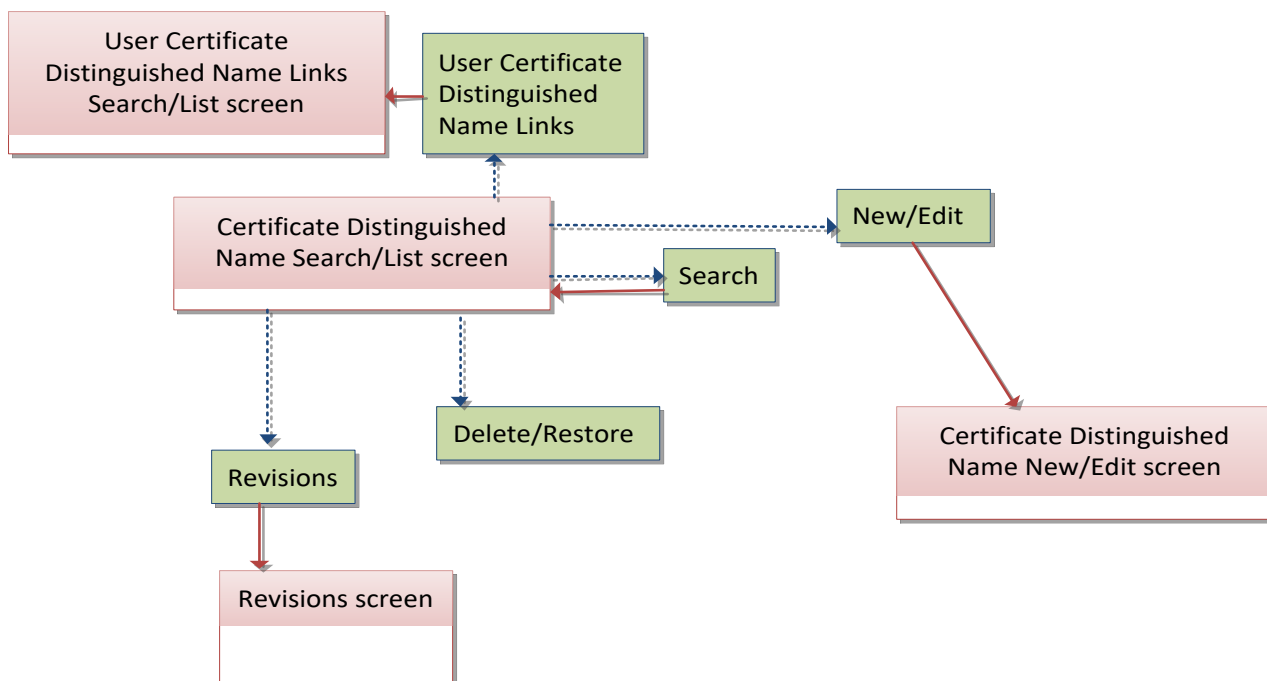 User Certificate
Distinguished Name Links
Search/List screen
User Certificate
Distinguished
Name Links
Certificate Distinguished
Name Search/List screen
New/Edit
Search
Delete/Restore
Certificate Distinguished
Name New/Edit screen
Revisions
Revisions screen